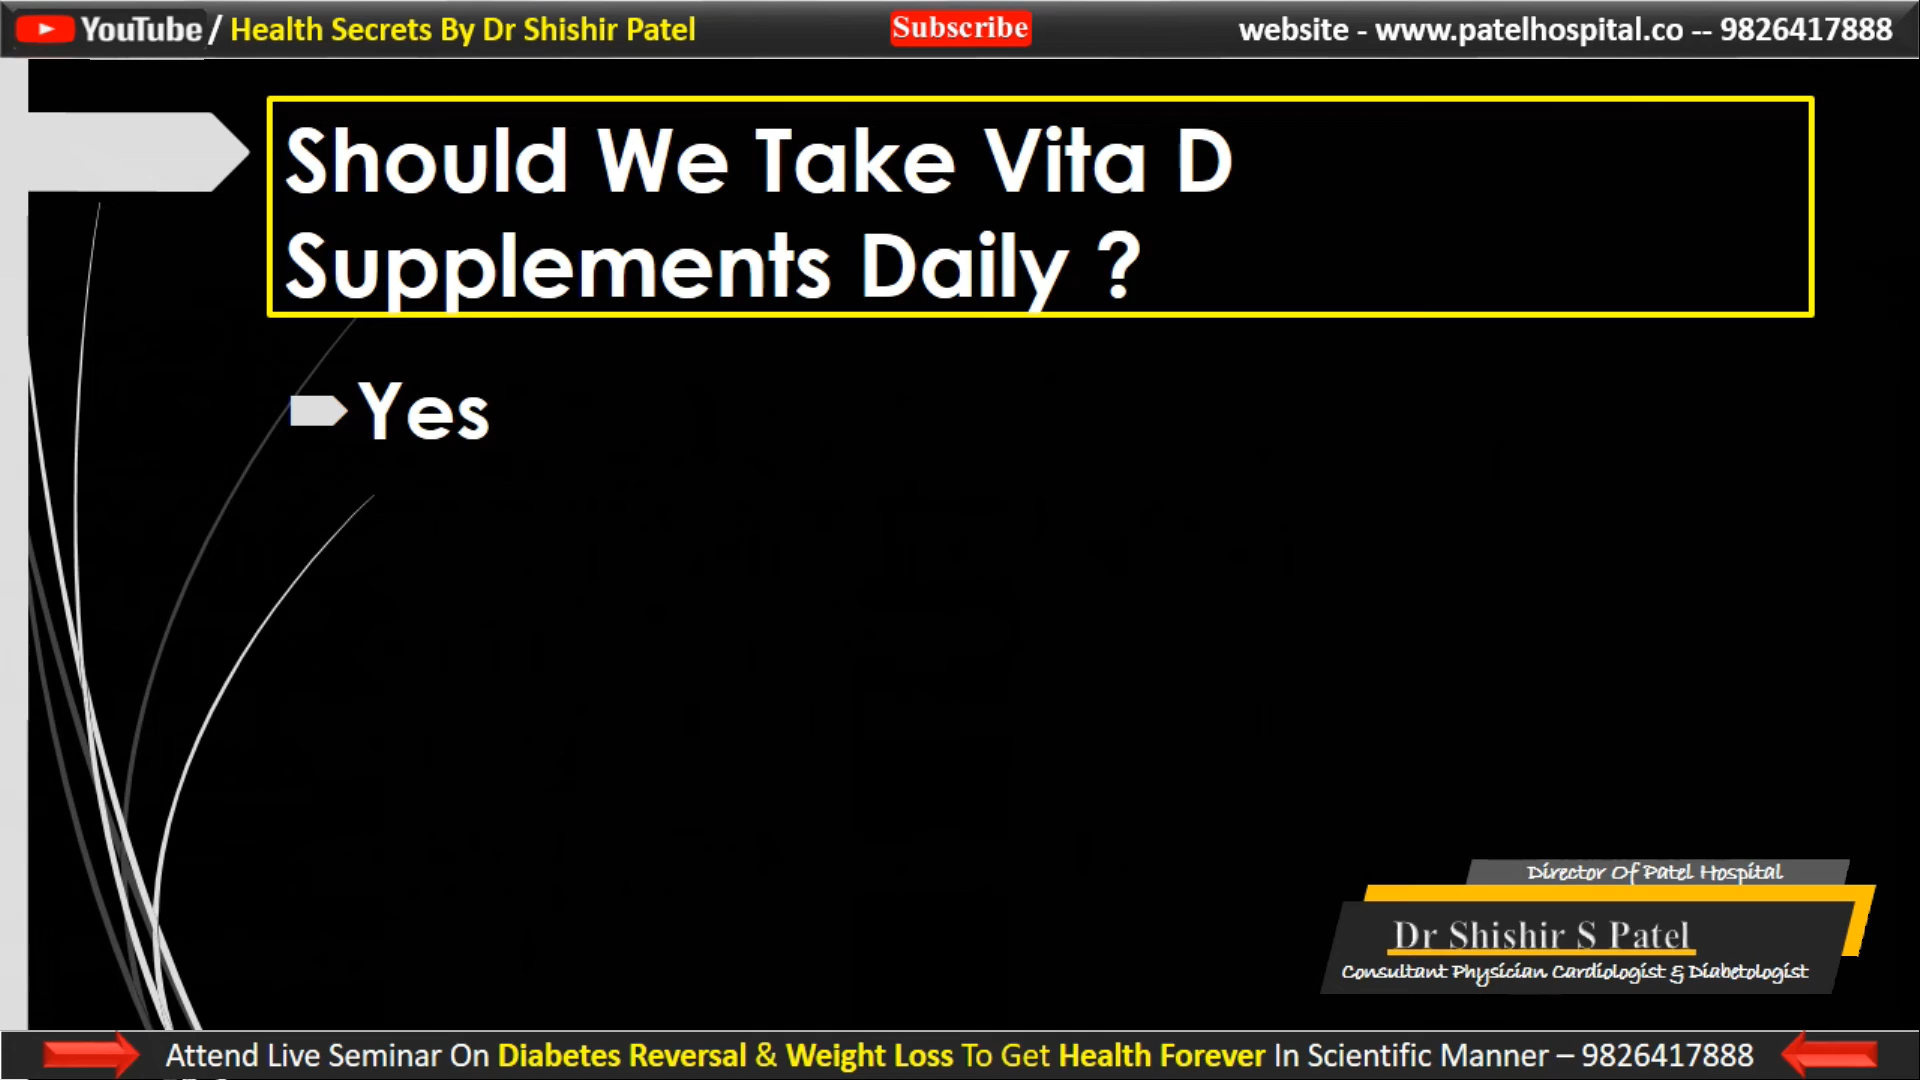 YouTube / Health Secrets By Dr Shishir Patel Subscribe website - www.patelhospital.co -- 9826417888
Should We Take Vita D
Supplements Daily ?
Yes
Director Of Patel Hospital
Dr Shishir S Patel
Consultant Physician Cardiologist & Diabetologist
Attend Live Seminar On Diabetes Reversal & Weight Loss To Get Health Forever In Scientific Manner – 9826417888